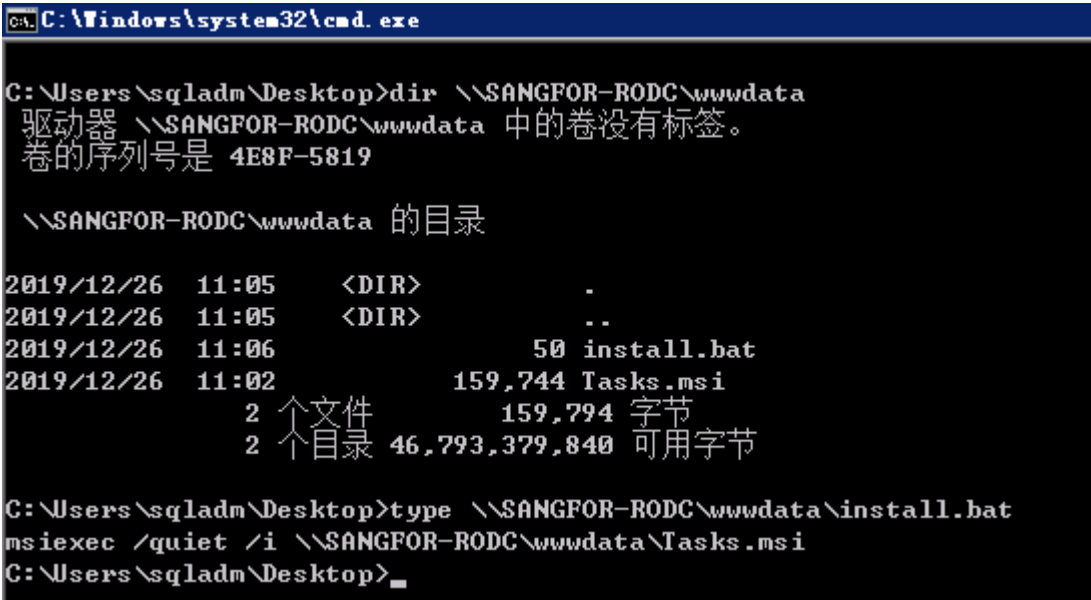 C:\Windows\system32\cmd.exe
C:\Users\sqladm\Desktop>dir \\SANGFOR-RODC\wwwdata
驱动器 \\SANGFOR-RODC\wwwdata 中的卷没有标签。
卷的序列号是 4E8F-5819
\\SANGFOR-RODC\wwwdata 的目录
2019/12/26 11:05 <DIR> .
2019/12/26 11:05 <DIR> ..
2019/12/26 11:06 50 install.bat
2019/12/26 11:02 159,744 Tasks.msi
2 个文件 159,794 字节
2 个目录 46,793,379,840 可用字节
C:\Users\sqladm\Desktop>type \\SANGFOR-RODC\wwwdata\install.bat
msiexec /quiet /i \\SANGFOR-RODC\wwwdata\Tasks.msi
C:\Users\sqladm\Desktop>_